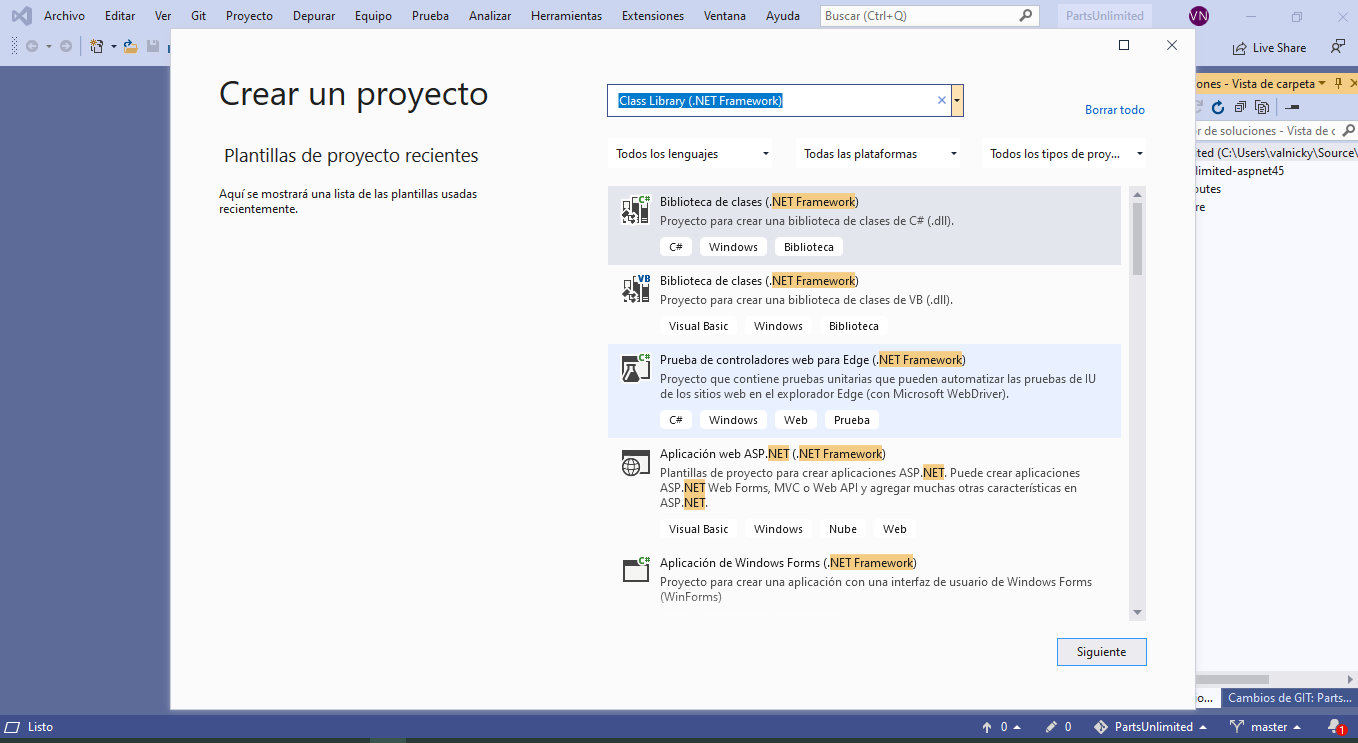 Archivo Editar Ver Git Proyecto Depurar Equipo Prueba Analizar Herramientas Extensiones Ventana Ayuda Buscar (Ctrl+Q) PartsUnlimited VN
Live Share
Crear un proyecto
Class Library (.NET Framework)
Borrar todo
Plantillas de proyecto recientes
Aquí se mostrará una lista de las plantillas usadas
recientemente.
Todos los lenguajes Todas las plataformas Todos los tipos de proy...
Biblioteca de clases (.NET Framework)
Proyecto para crear una biblioteca de clases de C# (.dll).
C# Windows Biblioteca
Biblioteca de clases (.NET Framework)
Proyecto para crear una biblioteca de clases de VB (.dll).
Visual Basic Windows Biblioteca
Prueba de controladores web para Edge (.NET Framework)
Proyecto que contiene pruebas unitarias que pueden automatizar las pruebas de IU
de los sitios web en el explorador Edge (con Microsoft WebDriver).
C# Windows Web Prueba
Aplicación web ASP.NET (.NET Framework)
Plantillas de proyecto para crear aplicaciones ASP.NET. Puede crear aplicaciones
ASP.NET Web Forms, MVC o Web API y agregar muchas otras características en
ASP.NET.
Visual Basic Windows Nube Web
Aplicación de Windows Forms (.NET Framework)
Proyecto para crear una aplicación con una interfaz de usuario de Windows Forms
(WinForms)
Siguiente
ones - Vista de carpeta
r de soluciones - Vista de c
ted (C:\Users\valnicky\Source\
limited-aspnet45
butes
re
o... Cambios de GIT: Parts...
Listo 0 0 PartsUnlimited master 1